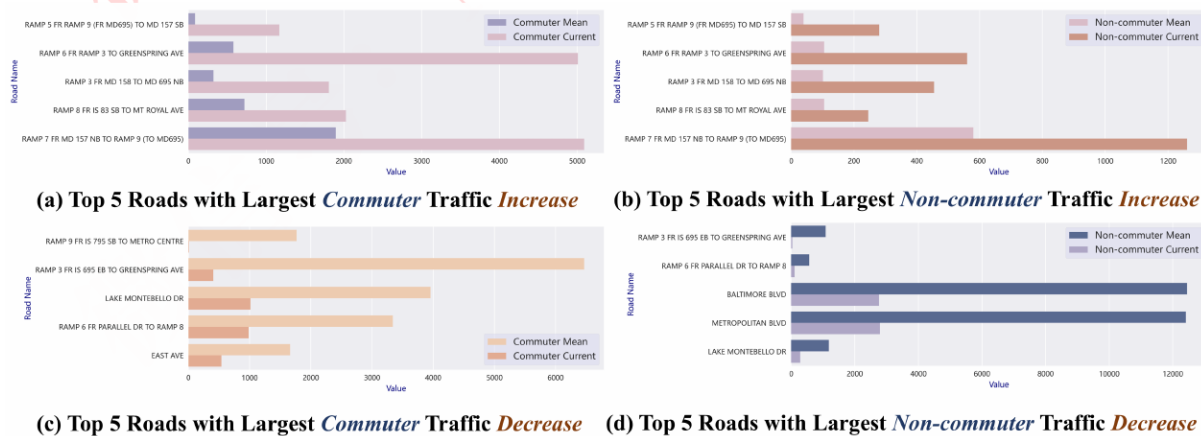 Road Name
RAMP 5 FR RAMP 9 (FR MD695) TO MD 157 SB
RAMP 6 FR RAMP 3 TO GREENSPRING AVE
RAMP 3 FR MD 158 TO MD 695 NB
RAMP 8 FR IS 83 SB TO MT ROYAL AVE
RAMP 7 FR MD 157 NB TO RAMP 9 (TO MD695)
Commuter Mean
Commuter Current
0 1000 2000 3000 4000 5000
Value
(a) Top 5 Roads with Largest Commuter Traffic Increase
Road Name
RAMP 5 FR RAMP 9 (FR MD695) TO MD 157 SB
RAMP 6 FR RAMP 3 TO GREENSPRING AVE
RAMP 3 FR MD 158 TO MD 695 NB
RAMP 8 FR IS 83 SB TO MT ROYAL AVE
RAMP 7 FR MD 157 NB TO RAMP 9 (TO MD695)
Non-commuter Mean
Non-commuter Current
0 200 400 600 800 1000 1200
Value
(b) Top 5 Roads with Largest Non-commuter Traffic Increase
Road Name
RAMP 9 FR IS 795 SB TO METRO CENTRE
RAMP 3 FR IS 695 EB TO GREENSPRING AVE
LAKE MONTEBELLO DR
RAMP 6 FR PARALLEL DR TO RAMP 8
EAST AVE
Commuter Mean
Commuter Current
0 1000 2000 3000 4000 5000 6000
Value
(c) Top 5 Roads with Largest Commuter Traffic Decrease
Road Name
RAMP 3 FR IS 695 EB TO GREENSPRING AVE
RAMP 6 FR PARALLEL DR TO RAMP 8
BALTIMORE BLVD
METROPOLITAN BLVD
LAKE MONTEBELLO DR
Non-commuter Mean
Non-commuter Current
0 2000 4000 6000 8000 10000 12000
Value
(d) Top 5 Roads with Largest Non-commuter Traffic Decrease